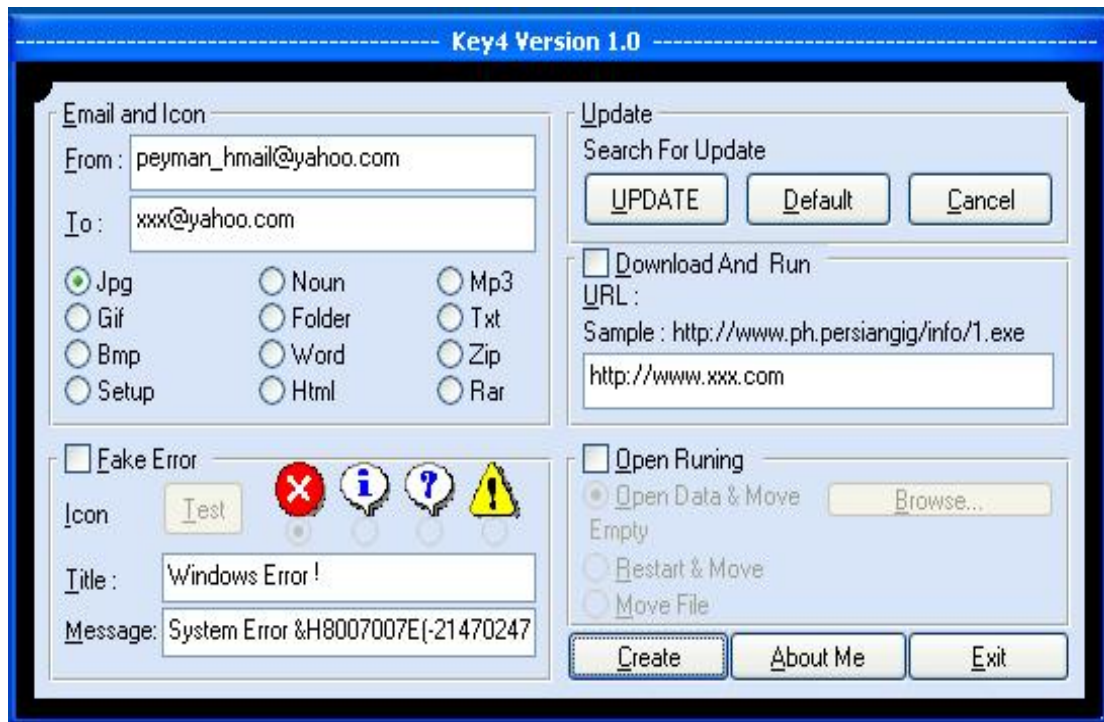 Key4 Version 1.0
Email and Icon
From : peyman_hmail@yahoo.com
To : xxx@yahoo.com
Jpg Noun Mp3
Gif Folder Txt
Bmp Word Zip
Setup Html Rar
Update
Search For Update
UPDATE Default Cancel
Download And Run
URL :
Sample : http://www.ph.persiangig/info/1.exe
http://www.xxx.com
Fake Error
Icon Test
Title : Windows Error !
Message: System Error &H8007007E(-21470247
Open Runing
Open Data & Move Browse...
Empty
Restart & Move
Move File
Create About Me Exit